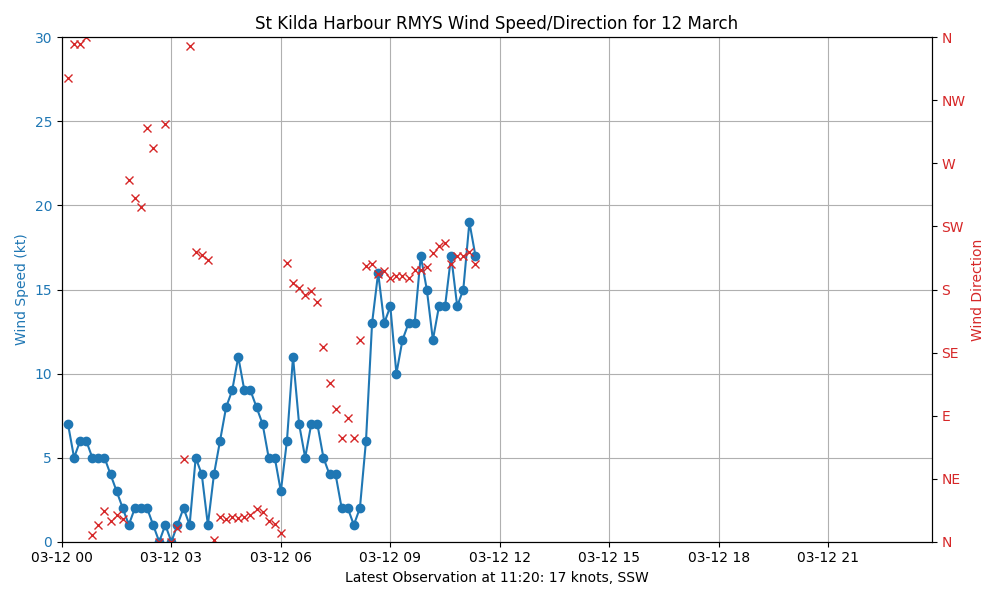 St Kilda Harbour RMYS Wind Speed/Direction for 12 March
30
25
20
15
10
5
0
Wind Speed (kt)
N
NW
W
SW
S
SE
E
NE
N
Wind Direction
03-12 00
03-12 03
03-12 06
03-12 09
03-12 12
03-12 15
03-12 18
03-12 21
Latest Observation at 11:20: 17 knots, SSW